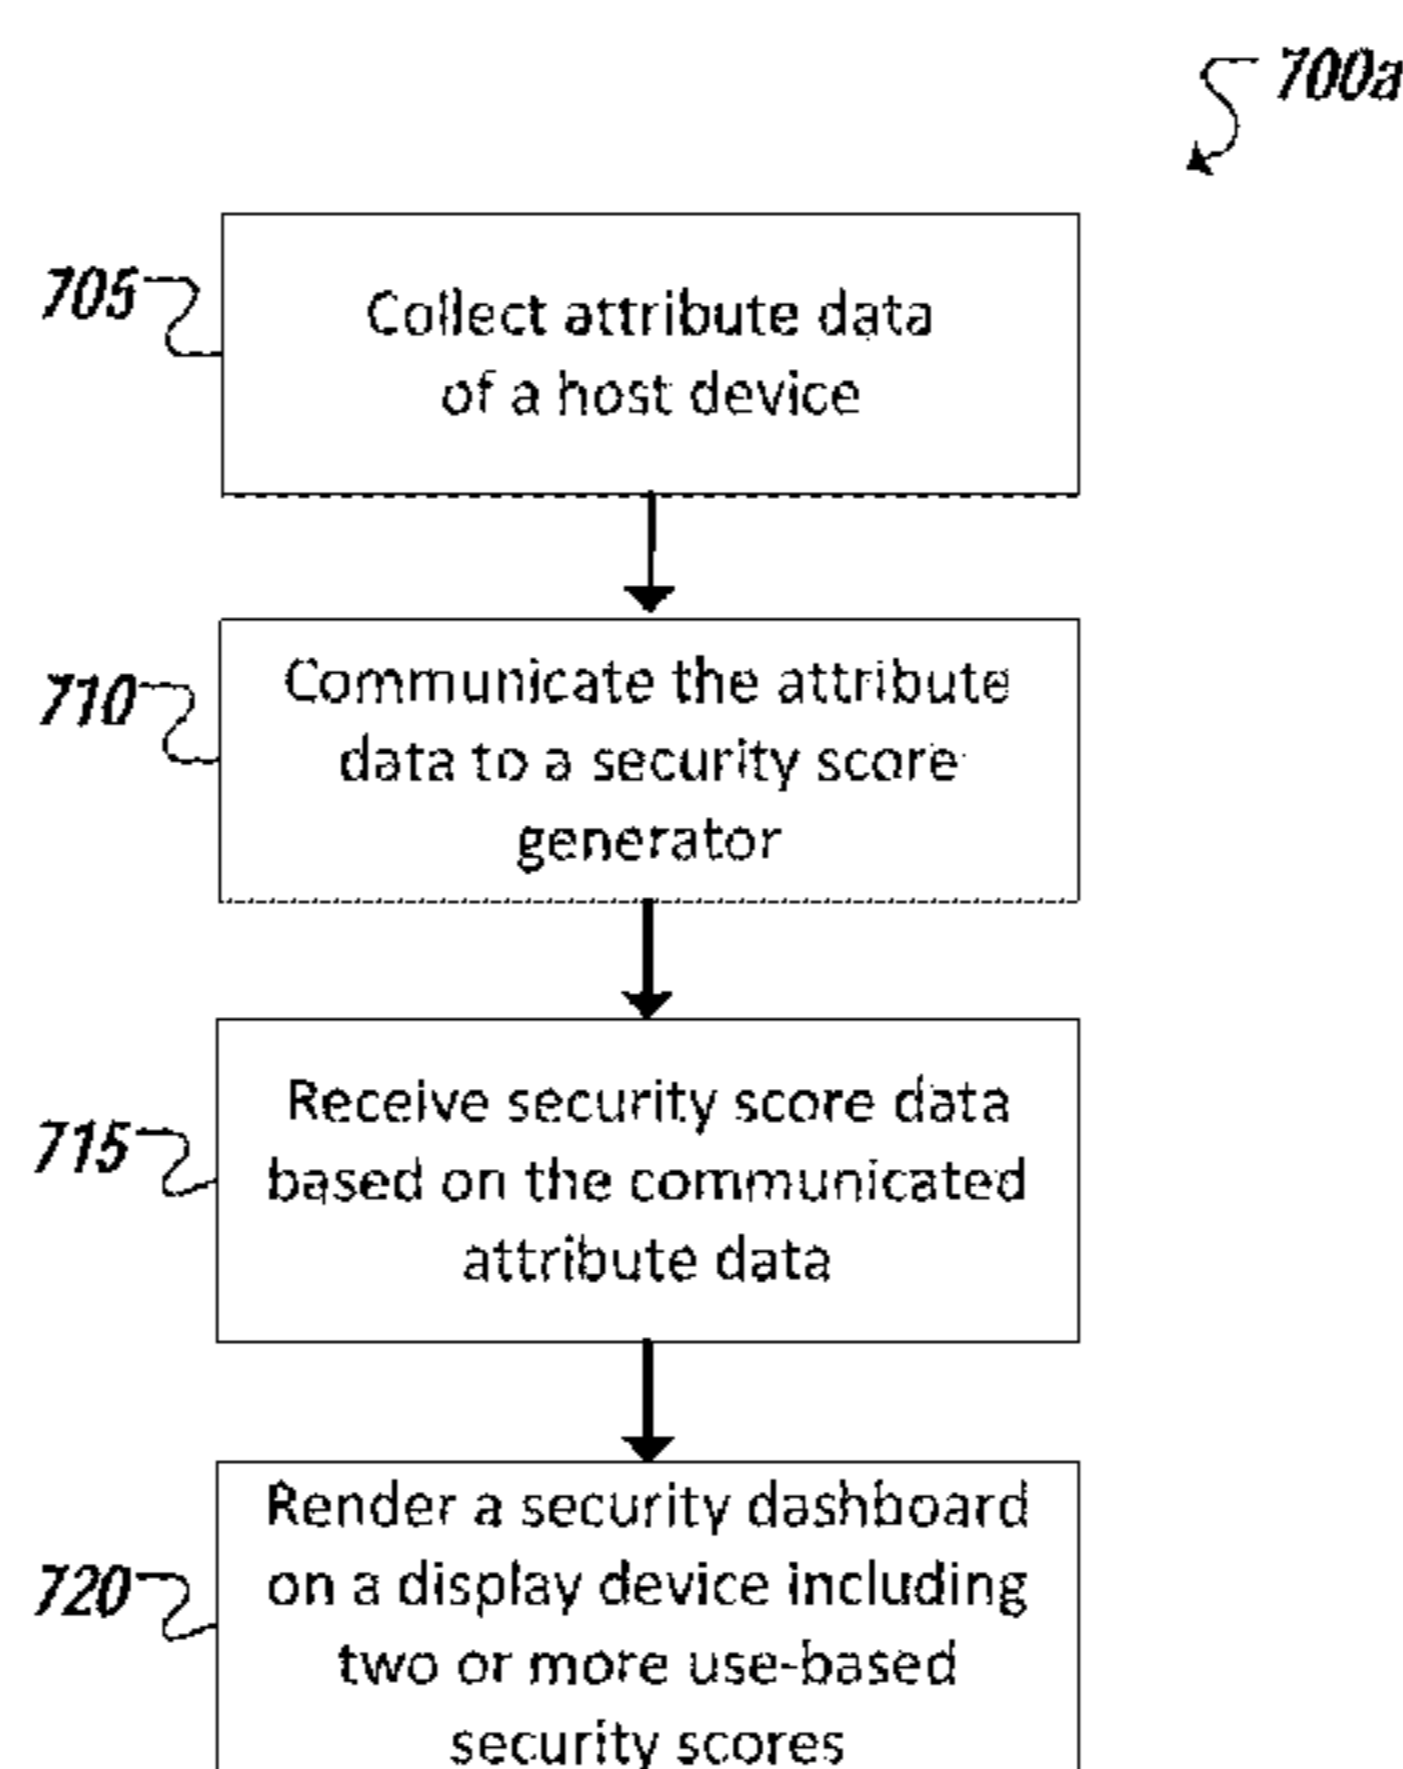 700a
705
Collect attribute data
of a host device
710
Communicate the attribute
data to a security score
generator
715
Receive security score data
based on the communicated
attribute data
720
Render a security dashboard
on a display device including
two or more use-based
security scores